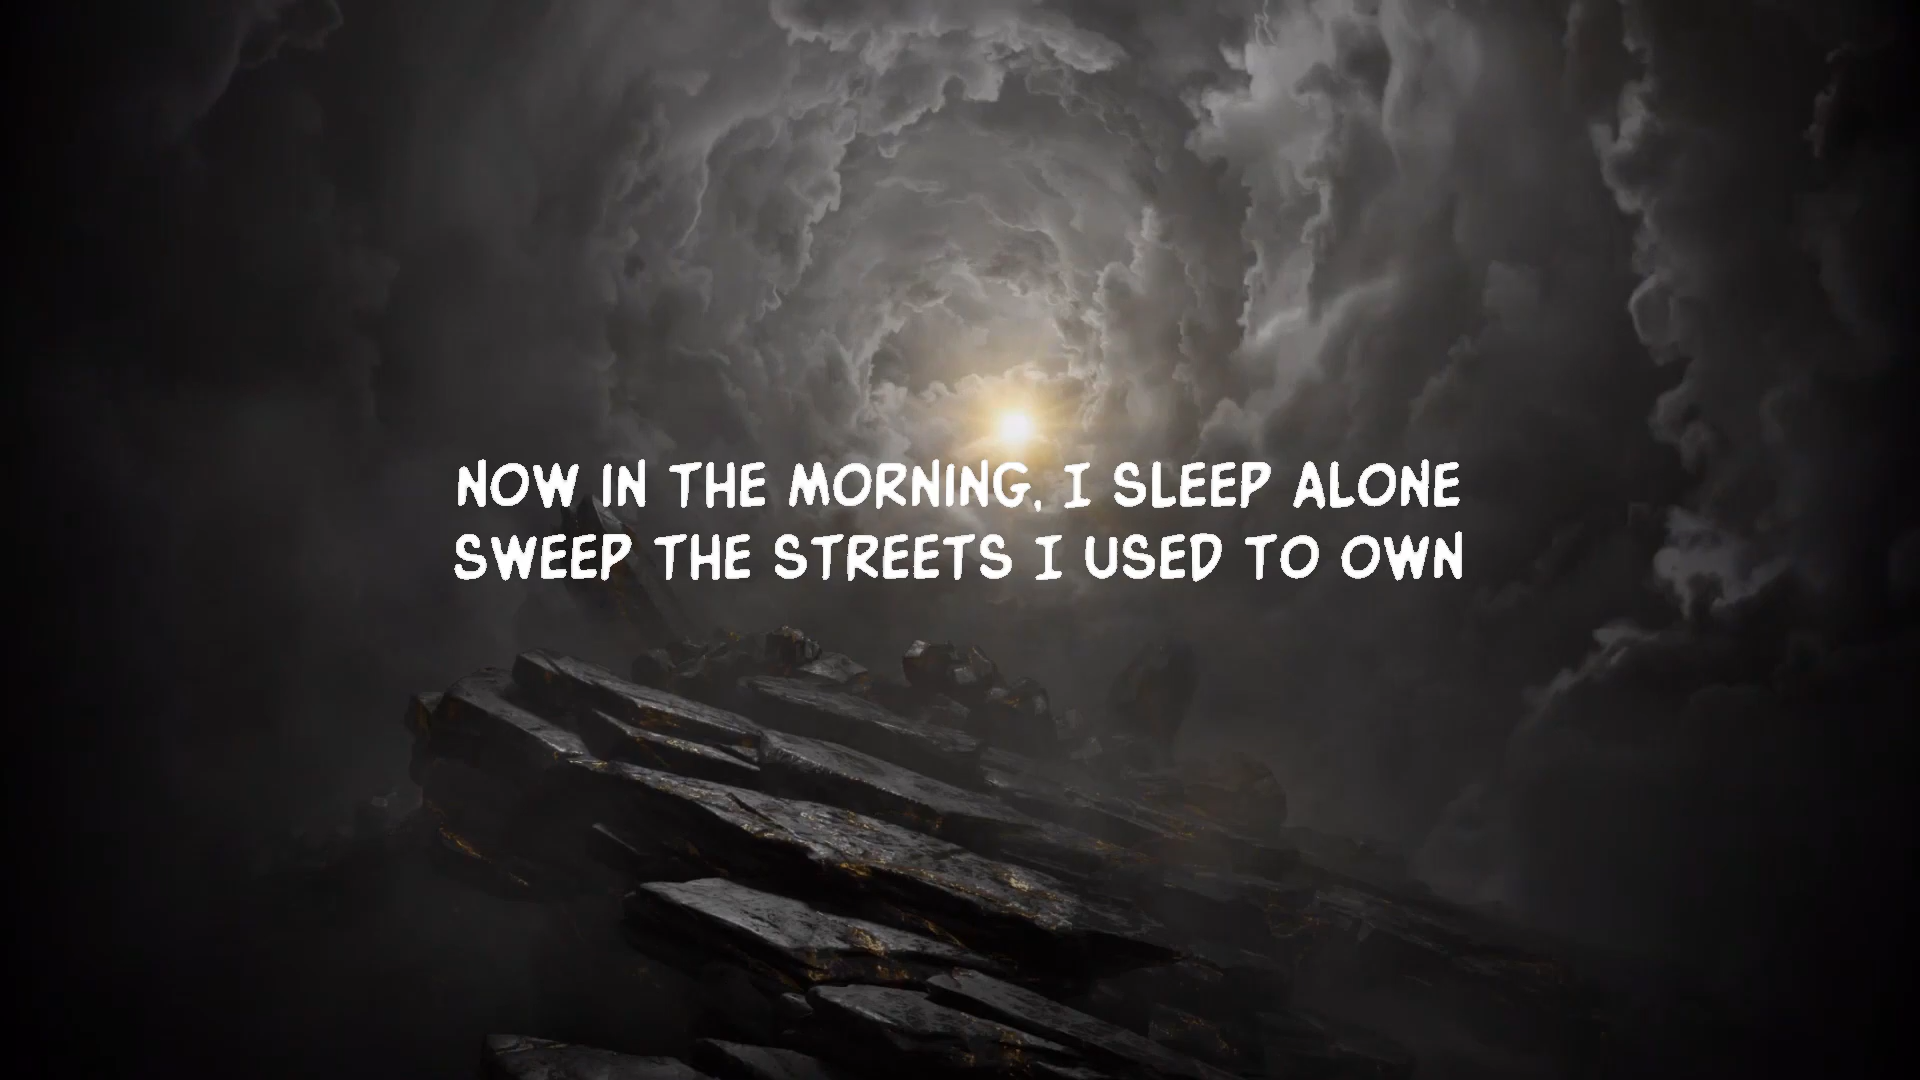 NOW IN THE MORNING, I SLEEP ALONE
SWEEP THE STREETS I USED TO OWN